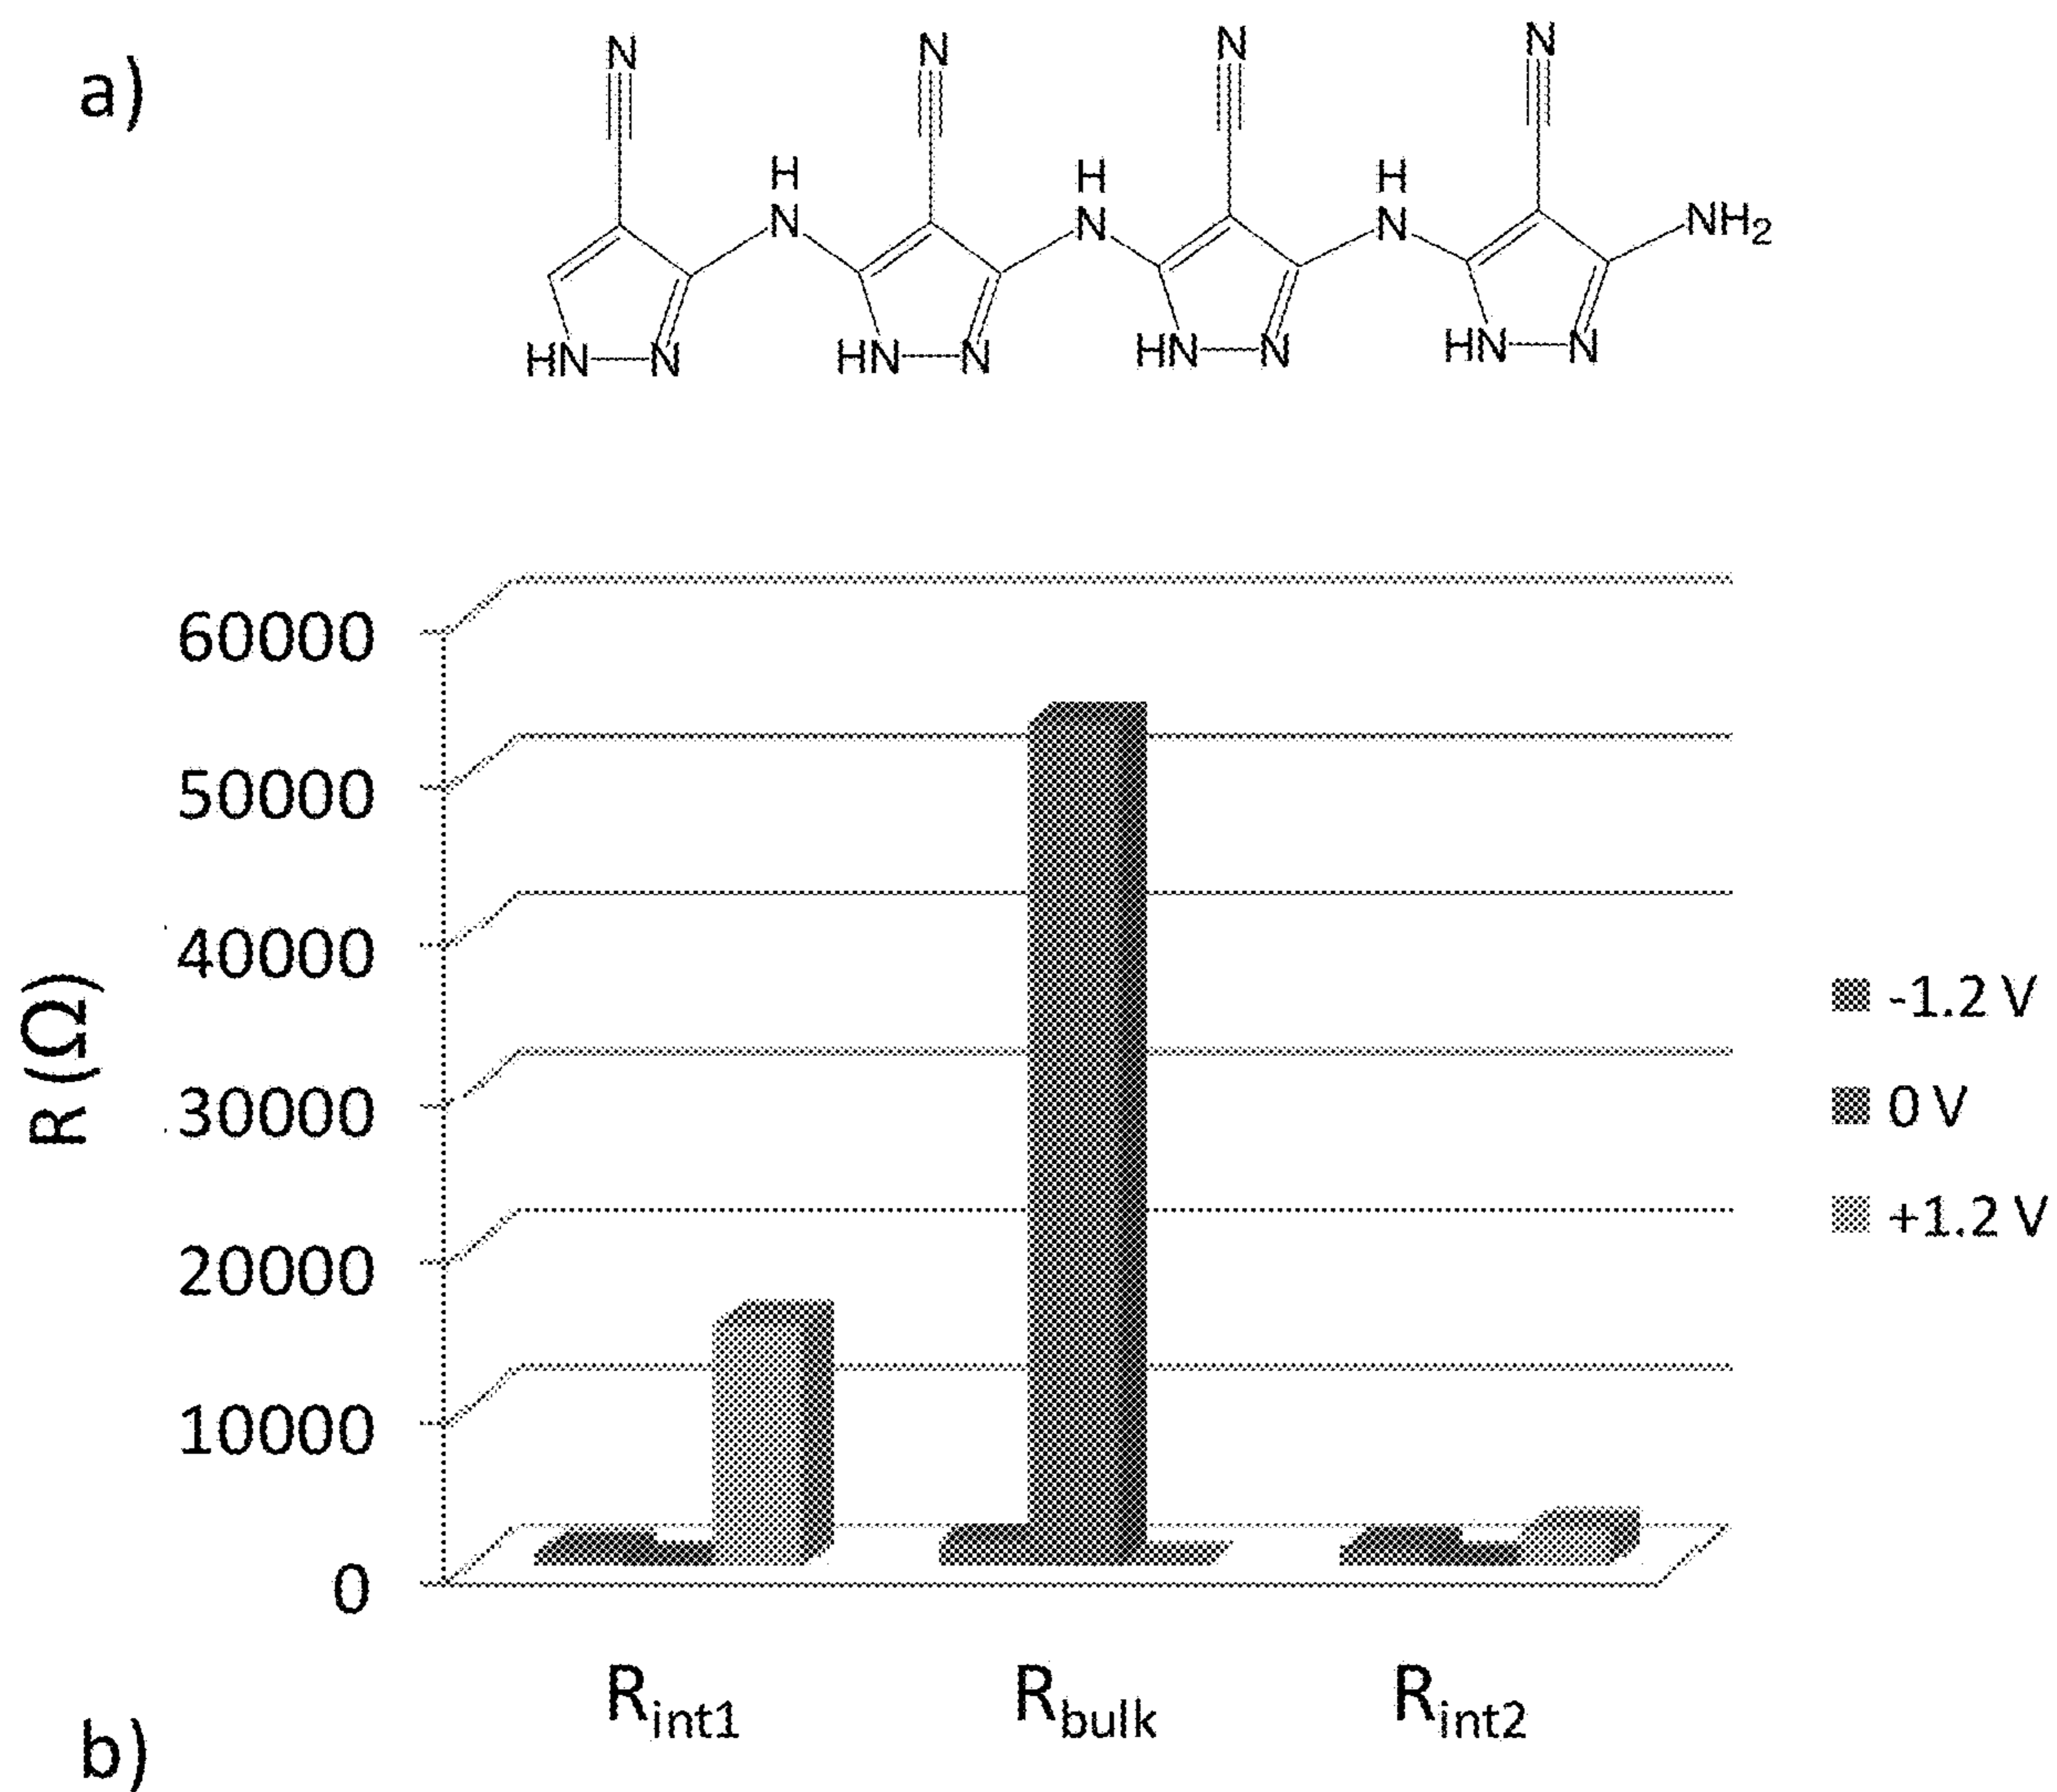 a)
N N N N
H H H
N N N NH2
HN N HN N HN N HN N
60000
50000
40000
30000
20000
10000
0
R (Ω)
-1.2 V
0 V
+1.2 V
Rint1 Rbulk Rint2
b)